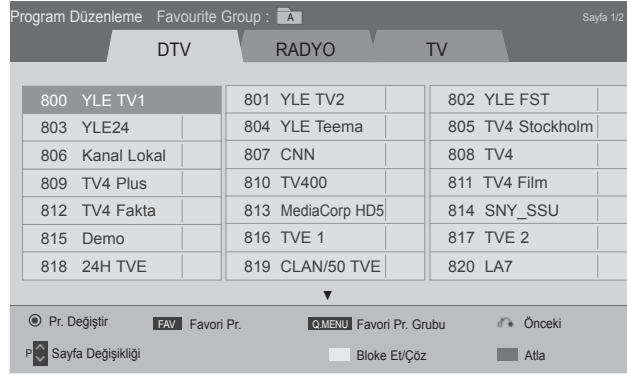 Program Düzenleme Favourite Group : A Sayfa 1/2
DTV RADYO TV
800 YLE TV1 801 YLE TV2 802 YLE FST
803 YLE24 804 YLE Teema 805 TV4 Stockholm
806 Kanal Lokal 807 CNN 808 TV4
809 TV4 Plus 810 TV400 811 TV4 Film
812 TV4 Fakta 813 MediaCorp HD5 814 SNY_SSU
815 Demo 816 TVE 1 817 TVE 2
818 24H TVE 819 CLAN/50 TVE 820 LA7
Pr. Değiştir FAV Favori Pr. Q.MENU Favori Pr. Grubu Önceki
P Sayfa Değişikliği Bloke Et/Çöz Atla